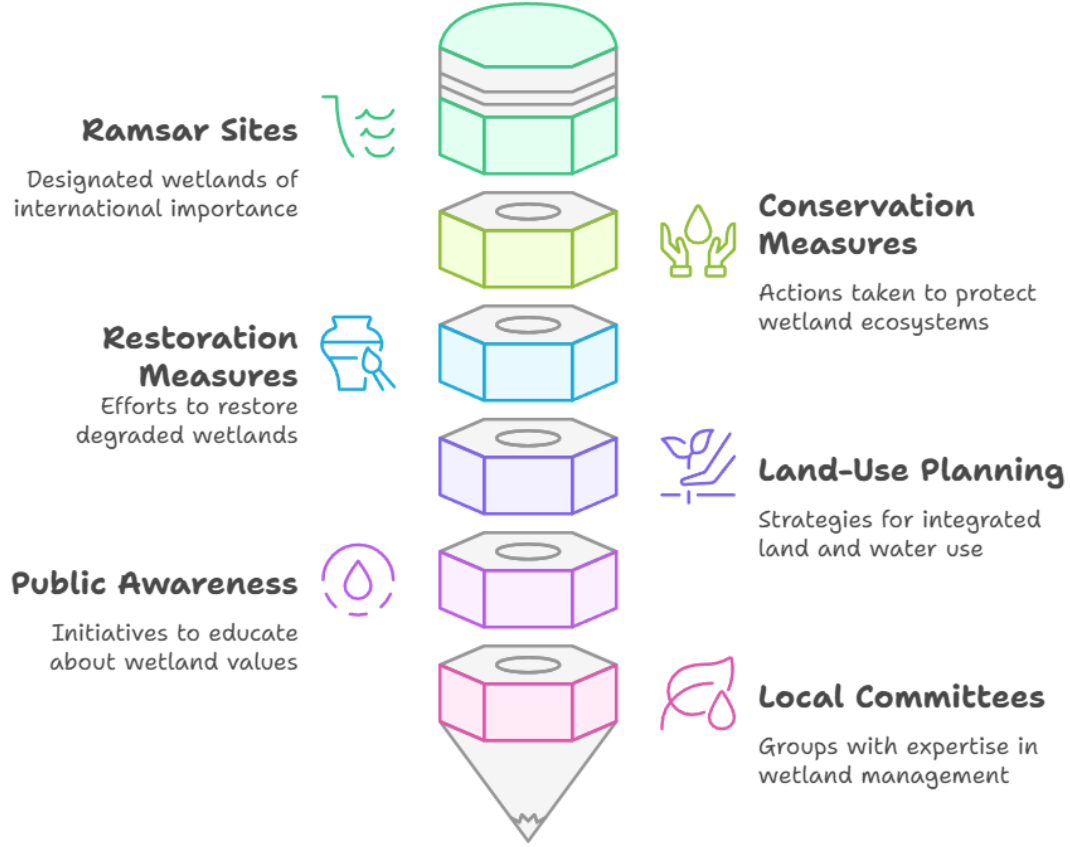 Ramsar Sites
Designated wetlands of
international importance
Conservation
Measures
Actions taken to protect
wetland ecosystems
Restoration
Measures
Efforts to restore
degraded wetlands
Land-Use Planning
Strategies for integrated
land and water use
Public Awareness
Initiatives to educate
about wetland values
Local Committees
Groups with expertise in
wetland management